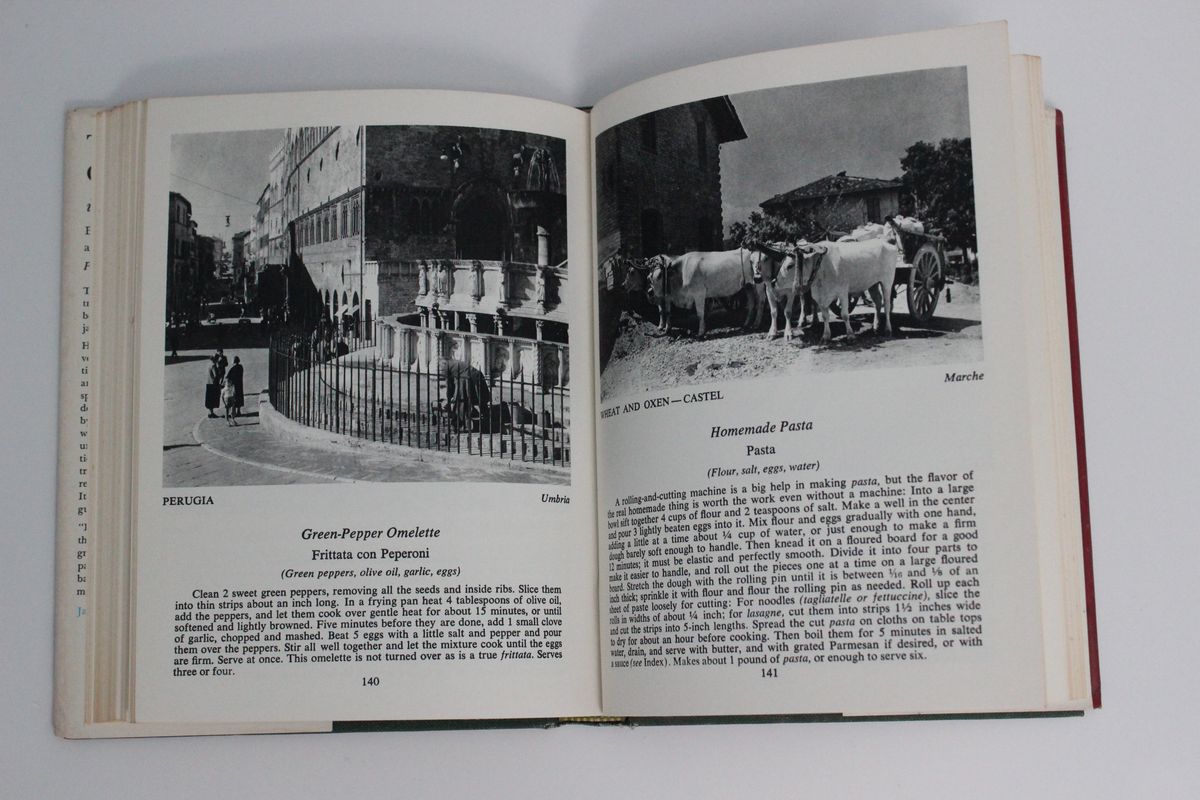 PERUGIA
Umbria
Green-Pepper Omelette
Frittata con Peperoni
(Green peppers, olive oil, garlic, eggs)
Clean 2 sweet green peppers, removing all the seeds and inside ribs. Slice them
into thin strips about an inch long. In a frying pan heat 4 tablespoons of olive oil,
add the peppers, and let them cook over gentle heat for about 15 minutes, or until
softened and lightly browned. Five minutes before they are done, add 1 small clove
of garlic, chopped and mashed. Beat 5 eggs with a little salt and pepper and pour
them over the peppers. Stir all well together and let the mixture cook until the eggs
are firm. Serve at once. This omelette is not turned over as is a true frittata. Serves
three or four.
140
Marche
WHEAT AND OXEN—CASTEL
Homemade Pasta
Pasta
(Flour, salt, eggs, water)
A rolling-and-cutting machine is a big help in making pasta, but the flavor of
the real homemade thing is worth the work even without a machine: Into a large
bowl sift together 4 cups of flour and 2 teaspoons of salt. Make a well in the center
and pour 3 lightly beaten eggs into it. Mix flour and eggs gradually with one hand,
adding a little at a time about ¼ cup of water, or just enough to make a firm
dough barely soft enough to handle. Then knead it on a floured board for a good
12 minutes; it must be elastic and perfectly smooth. Divide it into four parts to
make it easier to handle, and roll out the pieces one at a time on a large floured
board. Stretch the dough with the rolling pin until it is between 1/16 and ⅛ of an
inch thick; sprinkle it with flour and flour the rolling pin as needed. Roll up each
sheet of paste loosely for cutting: For noodles (tagliatelle or fettuccine), slice the
rolls in widths of about ¼ inch; for lasagne, cut them into strips 1½ inches wide
and cut the strips into 5-inch lengths. Spread the cut pasta on cloths on table tops
to dry for about an hour before cooking. Then boil them for 5 minutes in salted
water, drain, and serve with butter, and with grated Parmesan if desired, or with
a sauce (see Index). Makes about 1 pound of pasta, or enough to serve six.
141